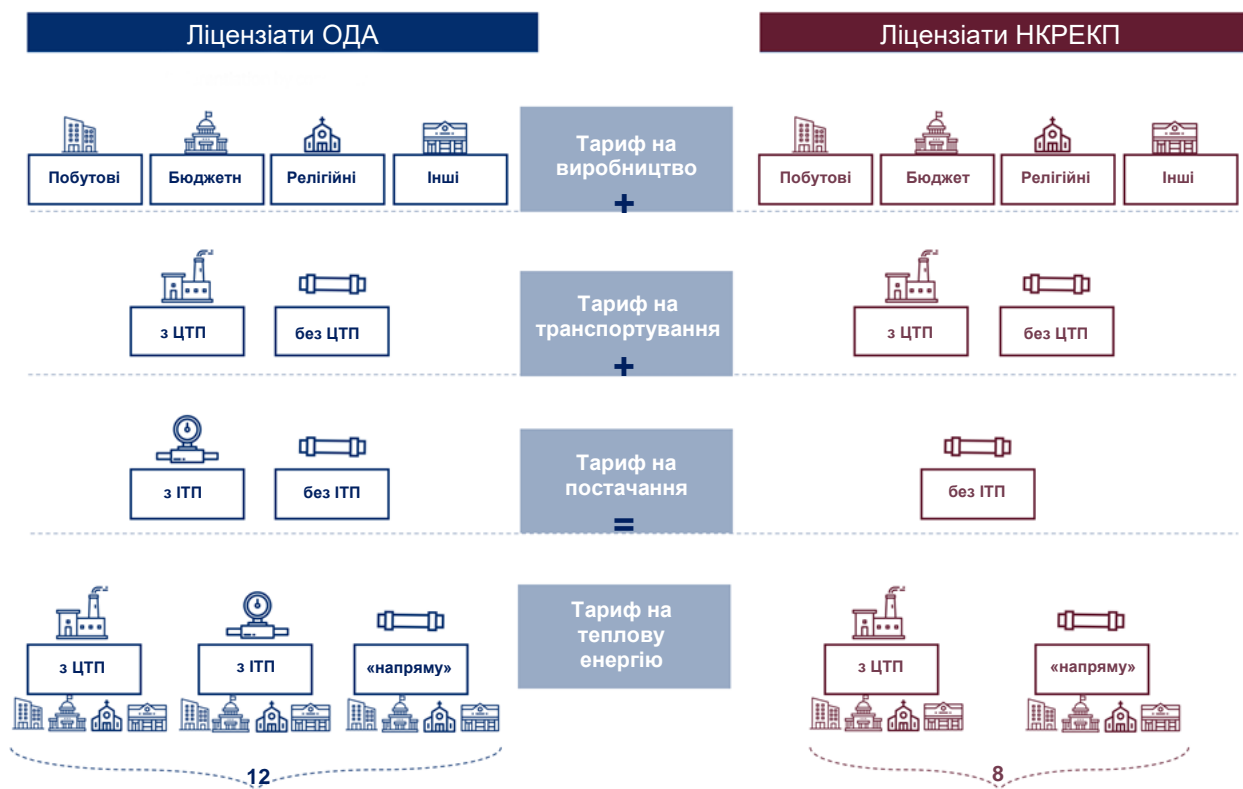 Ліцензіати ОДА
Ліцензіати НКРЕКП
Побутові
Бюджетн
Релігійні
Інші
Тариф на
виробництво
+
Побутові
Бюджет
Релігійні
Інші
з ЦТП
без ЦТП
Тариф на
транспортування
+
з ЦТП
без ЦТП
з ІТП
без ІТП
Тариф на
постачання
=
без ІТП
з ЦТП
з ІТП
«напряму»
Тариф на
теплову
енергію
з ЦТП
«напряму»
12
8